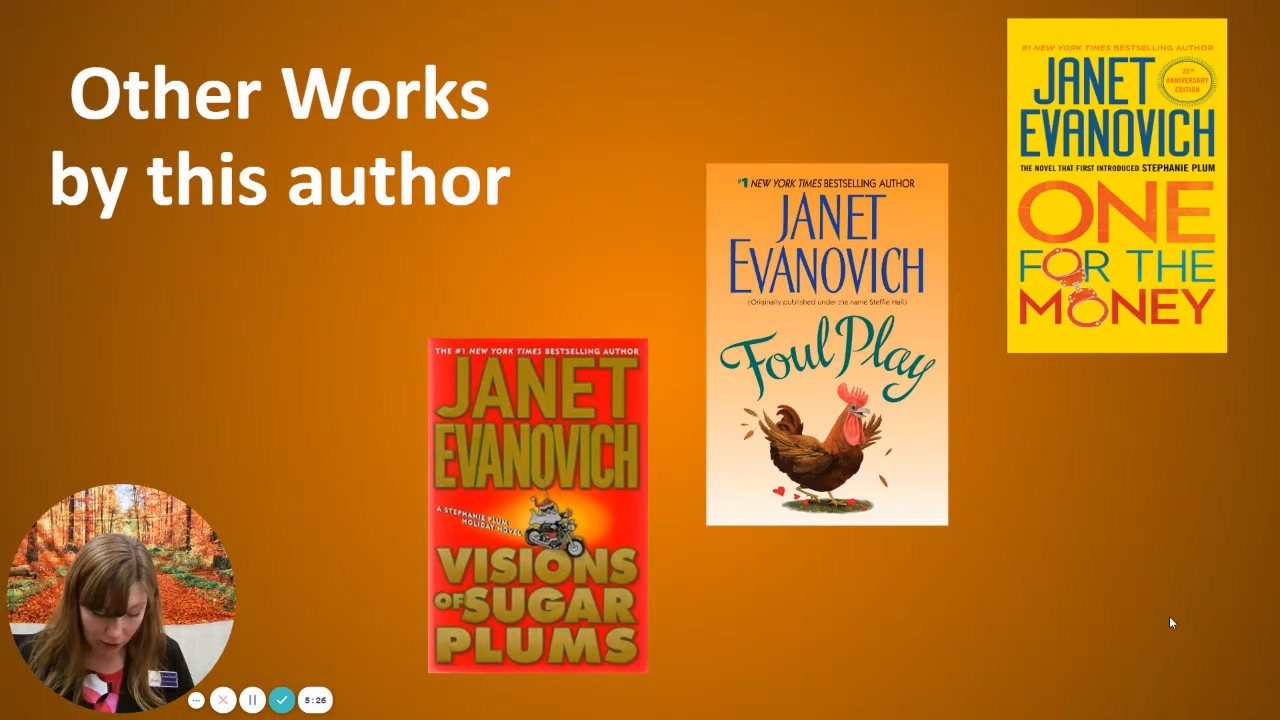 Other Works
by this author
#1 NEW YORK TIMES BESTSELLING AUTHOR
JANET
EVANOVICH
25TH
ANNIVERSARY
EDITION
THE NOVEL THAT FIRST INTRODUCED STEPHANIE PLUM
ONE
FOR THE
MONEY
#1 NEW YORK TIMES BESTSELLING AUTHOR
JANET
EVANOVICH
(Originally published under the name Steffie Hall)
Foul Play
THE #1 NEW YORK TIMES BESTSELLING AUTHOR
JANET
EVANOVICH
A STEPHANIE PLUM
HOLIDAY NOVEL
VISIONS
OF SUGAR
PLUMS
5:26